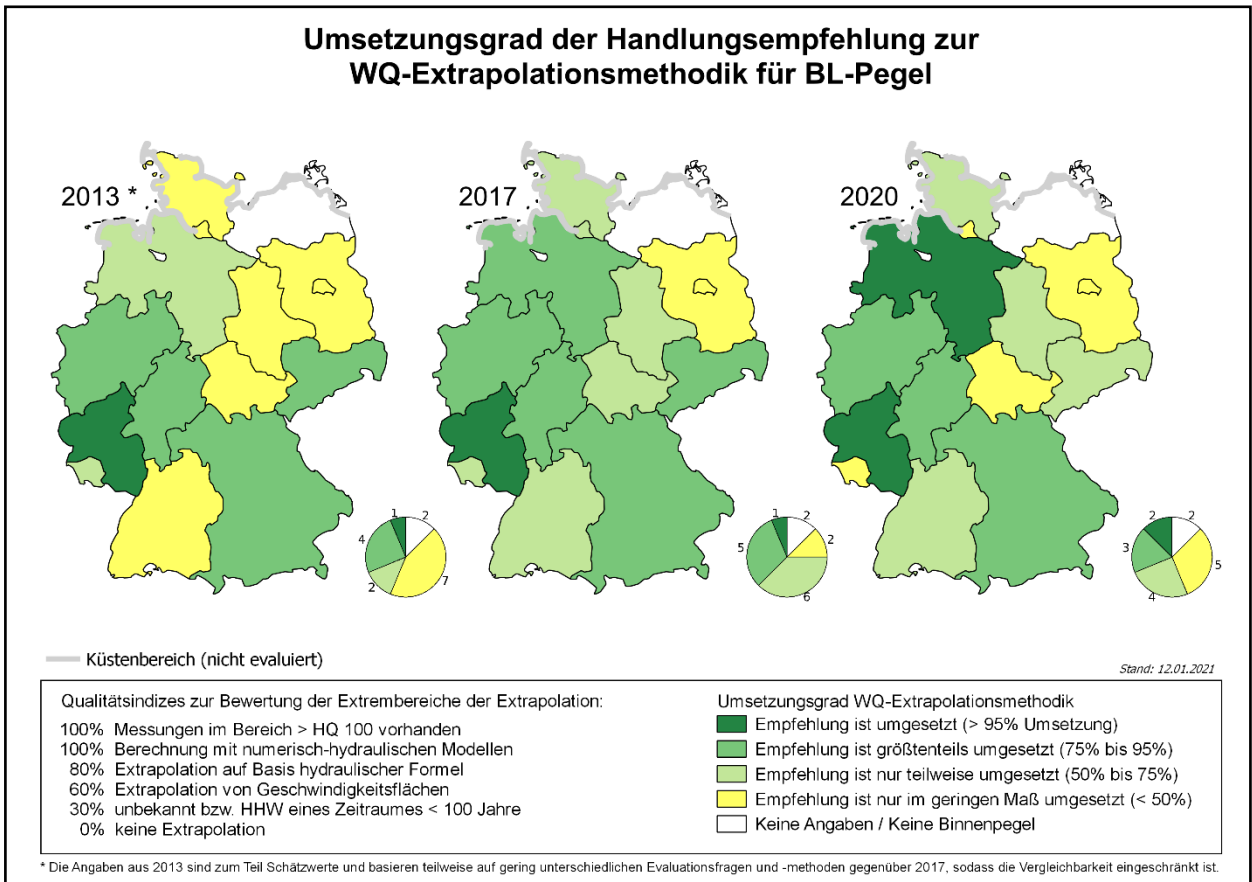 Umsetzungsgrad der Handlungsempfehlung zur
WQ-Extrapolationsmethodik für BL-Pegel
2013 *
2017
2020
1
2
4
2
7
1
2
2
5
6
2
2
3
5
4
Küstenbereich (nicht evaluiert)
Stand: 12.01.2021
Qualitätsindizes zur Bewertung der Extrembereiche der Extrapolation:
100% Messungen im Bereich > HQ 100 vorhanden
100% Berechnung mit numerisch-hydraulischen Modellen
80% Extrapolation auf Basis hydraulischer Formel
60% Extrapolation von Geschwindigkeitsflächen
30% unbekannt bzw. HHW eines Zeitraumes < 100 Jahre
0% keine Extrapolation
Umsetzungsgrad WQ-Extrapolationsmethodik
Empfehlung ist umgesetzt (> 95% Umsetzung)
Empfehlung ist größtenteils umgesetzt (75% bis 95%)
Empfehlung ist nur teilweise umgesetzt (50% bis 75%)
Empfehlung ist nur im geringen Maß umgesetzt (< 50%)
Keine Angaben / Keine Binnenpegel
* Die Angaben aus 2013 sind zum Teil Schätzwerte und basieren teilweise auf gering unterschiedlichen Evaluationsfragen und -methoden gegenüber 2017, sodass die Vergleichbarkeit eingeschränkt ist.